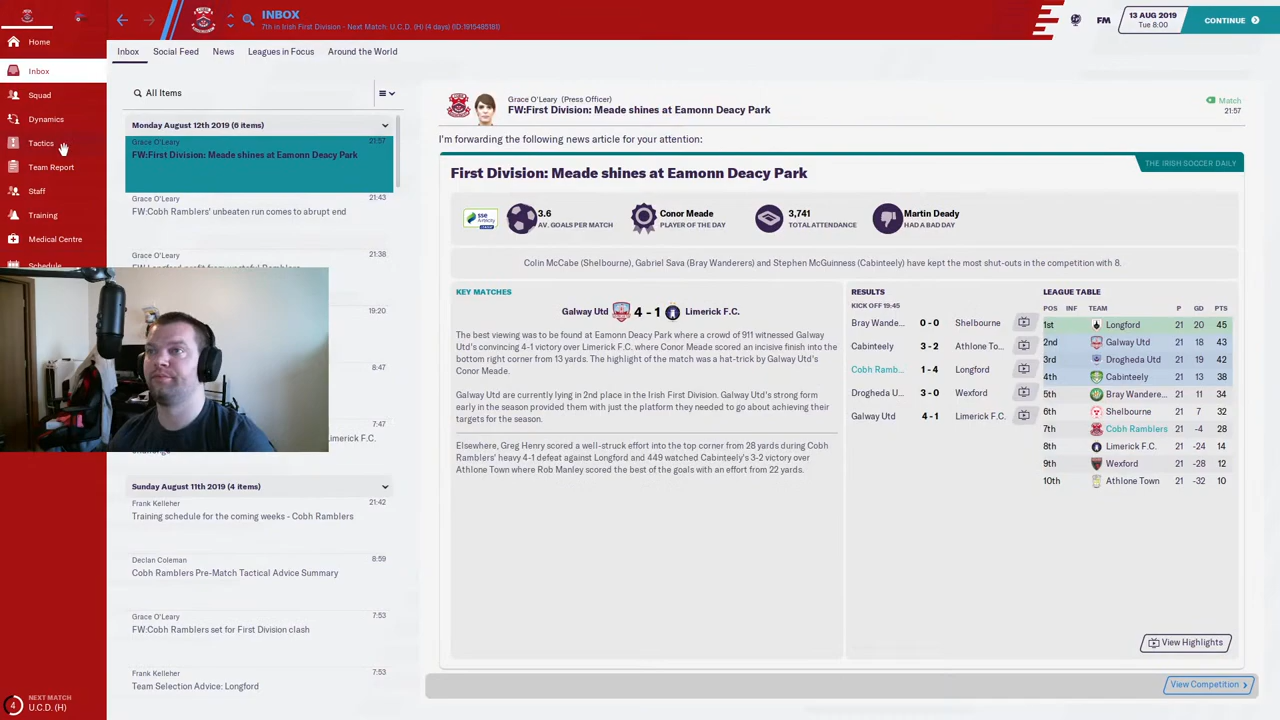 INBOX
7th in Irish First Division - Next Match: U.C.D. (H) (4 days) (ID:1915485181)
FM
13 AUG 2019
Tue 8:00
CONTINUE
Home
Inbox
Squad
Dynamics
Tactics
Team Report
Staff
Training
Medical Centre
Schedule
NEXT MATCH
4
U.C.D. (H)
Inbox
Social Feed
News
Leagues in Focus
Around the World
All Items
Monday August 12th 2019 (6 items)
Grace O'Leary 21:57
FW:First Division: Meade shines at Eamonn Deacy Park
Grace O'Leary 21:43
FW:Cobh Ramblers' unbeaten run comes to abrupt end
Grace O'Leary 21:38
19:20
8:47
7:47
Limerick F.C.
Sunday August 11th 2019 (4 items)
Frank Kelleher 21:42
Training schedule for the coming weeks - Cobh Ramblers
Declan Coleman 8:59
Cobh Ramblers Pre-Match Tactical Advice Summary
Grace O'Leary 7:53
FW:Cobh Ramblers set for First Division clash
Frank Kelleher 7:53
Team Selection Advice: Longford
Grace O'Leary (Press Officer)
FW:First Division: Meade shines at Eamonn Deacy Park
Match
21:57
I'm forwarding the following news article for your attention:
THE IRISH SOCCER DAILY
First Division: Meade shines at Eamonn Deacy Park
3.6
AV. GOALS PER MATCH
Conor Meade
PLAYER OF THE DAY
3,741
TOTAL ATTENDANCE
Martin Deady
HAD A BAD DAY
Colin McCabe (Shelbourne), Gabriel Sava (Bray Wanderers) and Stephen McGuinness (Cabinteely) have kept the most shut-outs in the competition with 8.
KEY MATCHES
Galway Utd 4 - 1 Limerick F.C.
The best viewing was to be found at Eamonn Deacy Park where a crowd of 911 witnessed Galway
Utd's convincing 4-1 victory over Limerick F.C. where Conor Meade scored an incisive finish into the
bottom right corner from 13 yards. The highlight of the match was a hat-trick by Galway Utd's
Conor Meade.
Galway Utd are currently lying in 2nd place in the Irish First Division. Galway Utd's strong form
early in the season provided them with just the platform they needed to go about achieving their
targets for the season.
Elsewhere, Greg Henry scored a well-struck effort into the top corner from 28 yards during Cobh
Ramblers' heavy 4-1 defeat against Longford and 449 watched Cabinteely's 3-2 victory over
Athlone Town where Rob Manley scored the best of the goals with an effort from 22 yards.
RESULTS
KICK OFF 19:45
Bray Wande... 0 - 0 Shelbourne
Cabinteely 3 - 2 Athlone To...
Cobh Ramb... 1 - 4 Longford
Drogheda U... 3 - 0 Wexford
Galway Utd 4 - 1 Limerick F.C.
LEAGUE TABLE
POS INF TEAM P GD PTS
1st Longford 21 20 45
2nd Galway Utd 21 18 43
3rd Drogheda Utd 21 19 42
4th Cabinteely 21 13 38
5th Bray Wandere... 21 11 34
6th Shelbourne 21 7 32
7th Cobh Ramblers 21 -4 28
8th Limerick F.C. 21 -24 14
9th Wexford 21 -28 12
10th Athlone Town 21 -32 10
View Highlights
View Competition